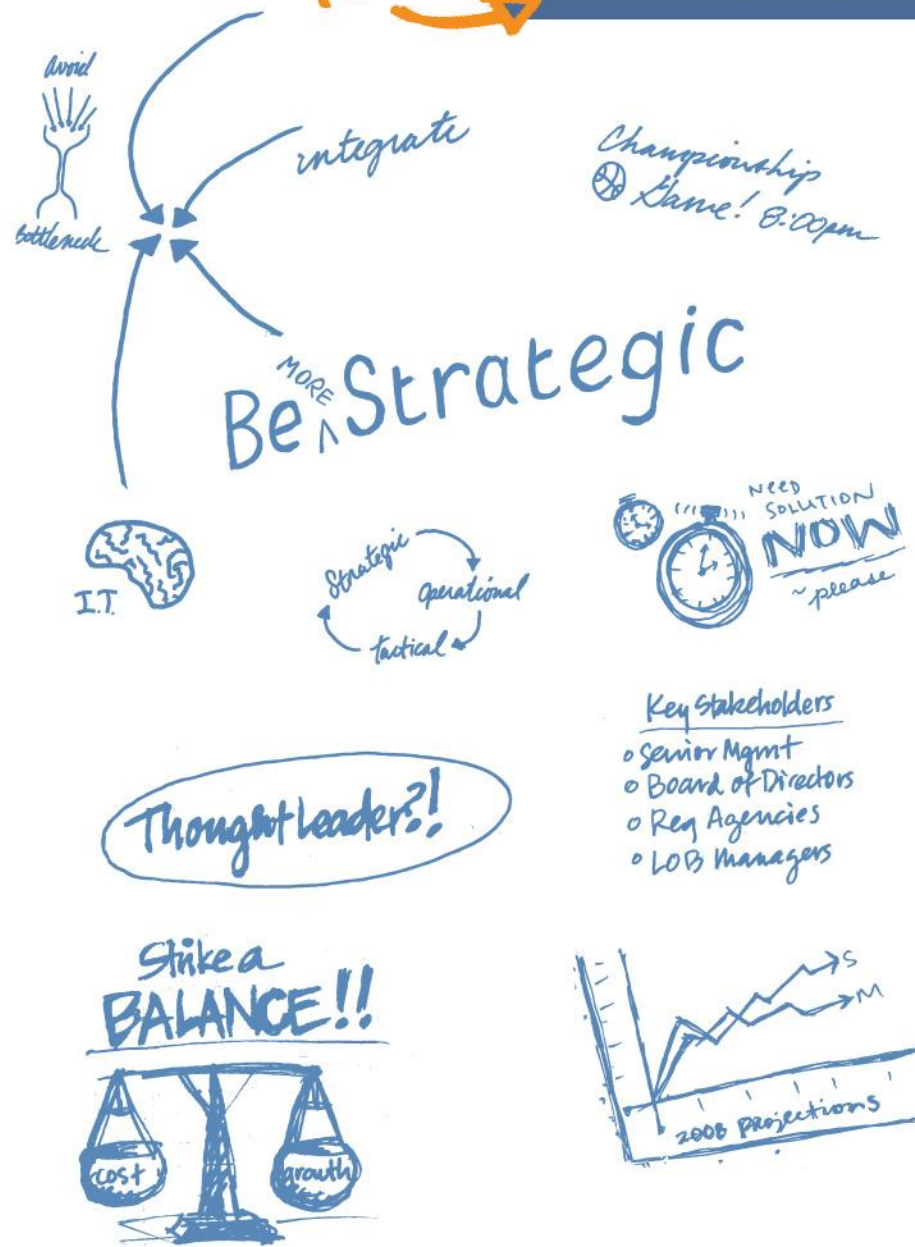 avoid
Bottleneck
integrate
Championship
Game! 8:00pm
MORE
Be ^ Strategic
I.T.
Strategic
Operational
Tactical
NEED
SOLUTION
NOW
~please
Key Stakeholders
o Senior Mgmt
o Board of Directors
o Reg Agencies
o LOB Managers
Thought Leader?!
Strike a
BALANCE!!
cost
growth
S
M
2008 projections